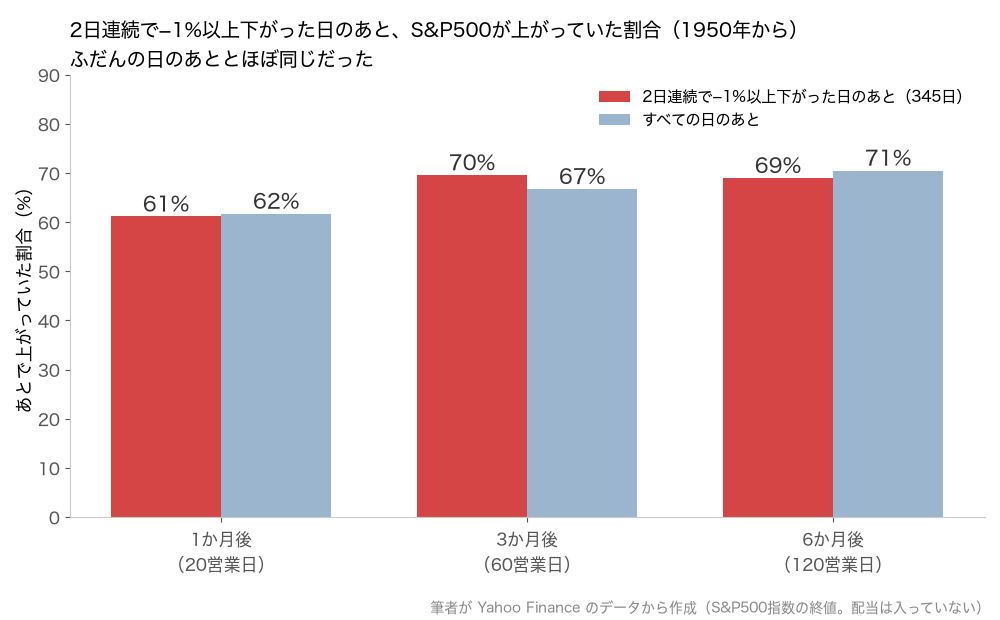 2日連続で−1%以上下がった日のあと、S&P500が上がっていた割合（1950年から）
ふだんの日のあととほぼ同じだった
90
80
70
60
50
40
30
20
10
0
あとで上がっていた割合（%）
2日連続で−1%以上下がった日のあと（345日）
すべての日のあと
61%
62%
70%
67%
69%
71%
1か月後
（20営業日）
3か月後
（60営業日）
6か月後
（120営業日）
筆者が Yahoo Finance のデータから作成（S&P500指数の終値。配当は入っていない）